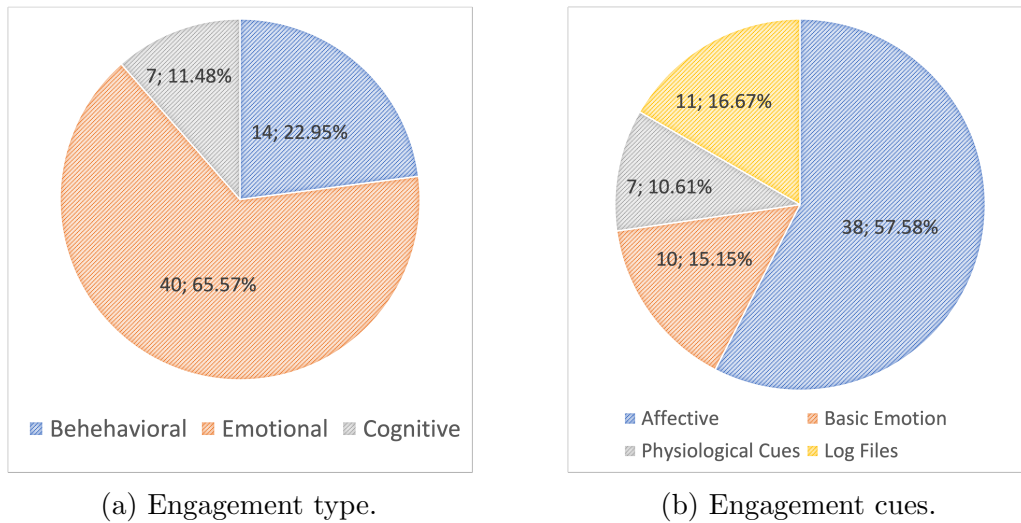 7; 11.48%
14; 22.95%
40; 65.57%
Behehavioral Emotional Cognitive
(a) Engagement type.
11; 16.67%
7; 10.61%
38; 57.58%
10; 15.15%
Affective Basic Emotion
Physiological Cues Log Files
(b) Engagement cues.